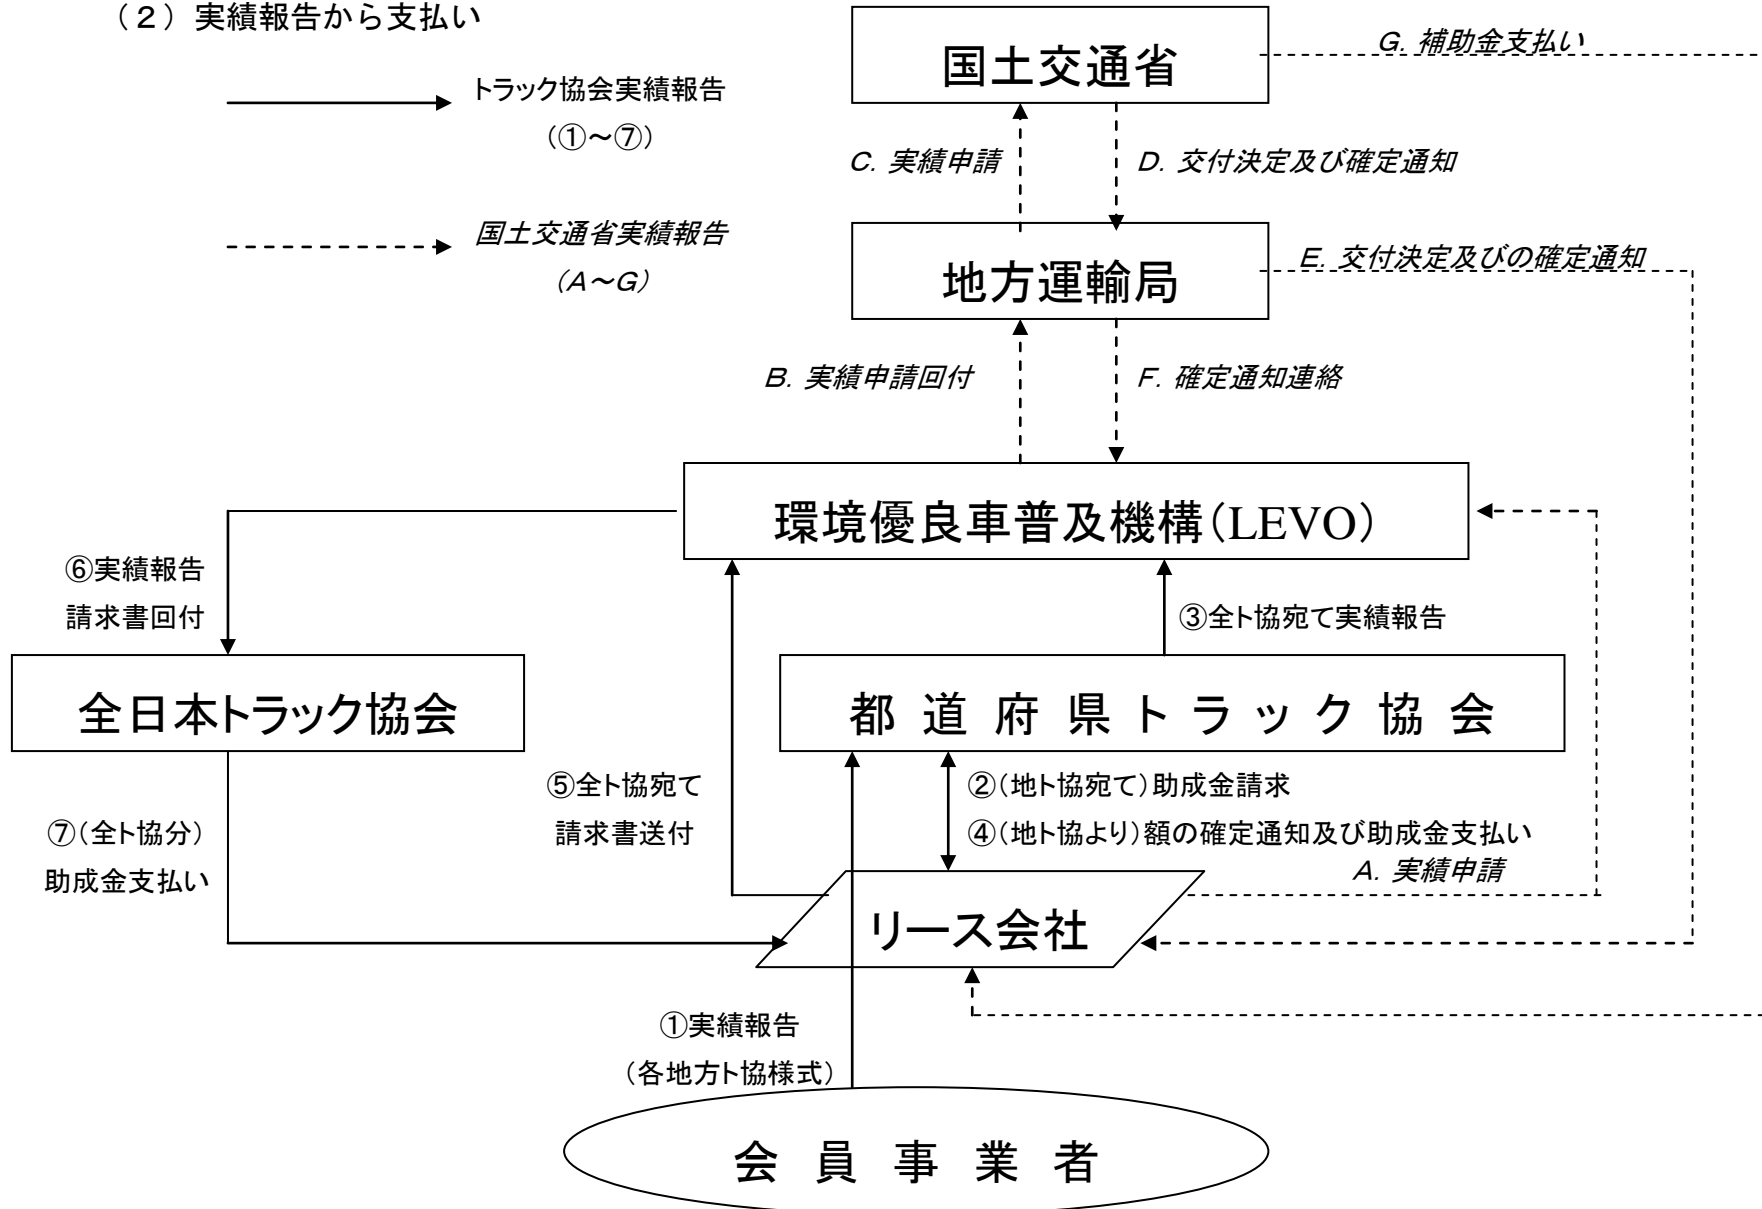 （２）実績報告から支払い
国土交通省
G. 補助金支払い
トラック協会実績報告
（①～⑦）
C. 実績申請
D. 交付決定及び確定通知
国土交通省実績報告
（A～G）
地方運輸局
E. 交付決定及びの確定通知
B. 実績申請回付
F. 確定通知連絡
環境優良車普及機構（LEVO）
⑥実績報告
請求書回付
③全ト協宛て実績報告
全日本トラック協会
都道府県トラック協会
⑤全ト協宛て
請求書送付
②（地ト協宛て）助成金請求
④（地ト協より）額の確定通知及び助成金支払い
⑦（全ト協分）
助成金支払い
A. 実績申請
リース会社
①実績報告
（各地方ト協様式）
会員事業者